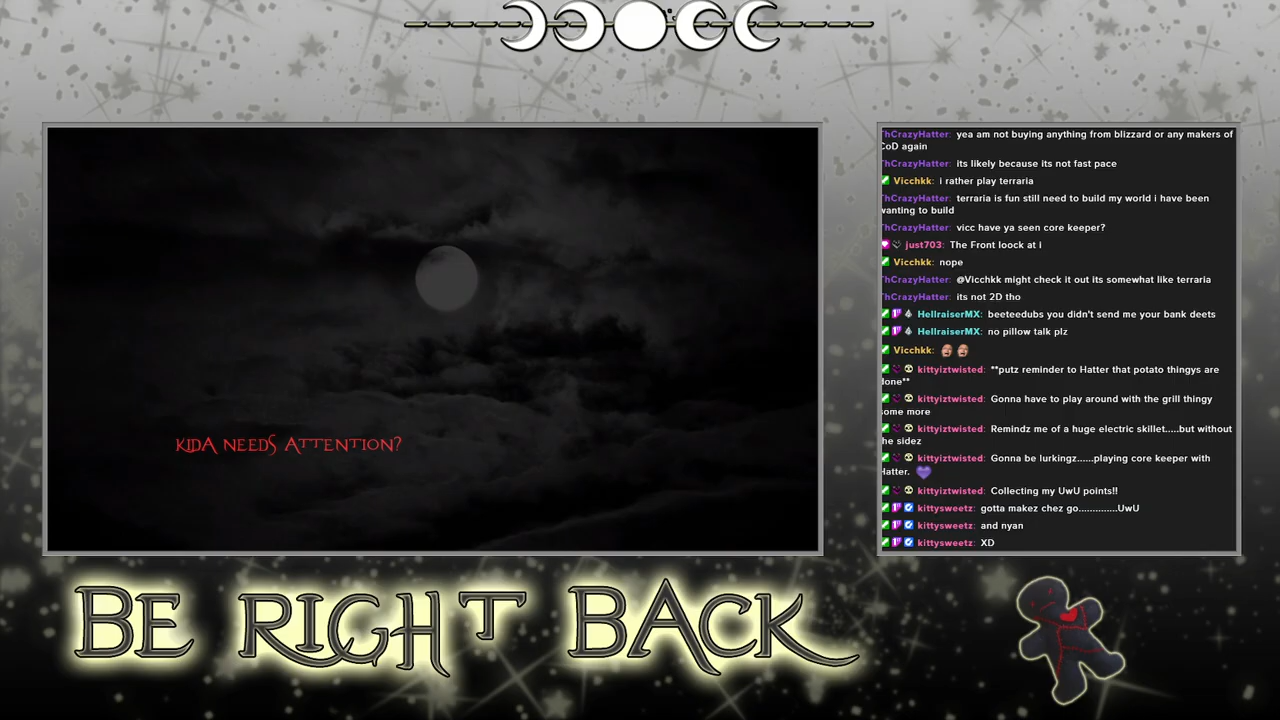 KIDA NEEDS ATTENTION?
ThCrazyHatter: yea am not buying anything from blizzard or any makers of
CoD again
ThCrazyHatter: its likely because its not fast pace
Vicchkk: i rather play terraria
ThCrazyHatter: terraria is fun still need to build my world i have been
wanting to build
ThCrazyHatter: vicc have ya seen core keeper?
just703: The Front loock at i
Vicchkk: nope
ThCrazyHatter: @Vicchkk might check it out its somewhat like terraria
ThCrazyHatter: its not 2D tho
HellraiserMX: beeteedubs you didn't send me your bank deets
HellraiserMX: no pillow talk plz
Vicchkk:
kittyiztwisted: **putz reminder to Hatter that potato thingys are
done**
kittyiztwisted: Gonna have to play around with the grill thingy
some more
kittyiztwisted: Remindz me of a huge electric skillet.....but without
the sidez
kittyiztwisted: Gonna be lurkingz......playing core keeper with
Hatter.
kittyiztwisted: Collecting my UwU points!!
kittysweetz: gotta makez chez go..............UwU
kittysweetz: and nyan
kittysweetz: XD
BE RIGHT BACK